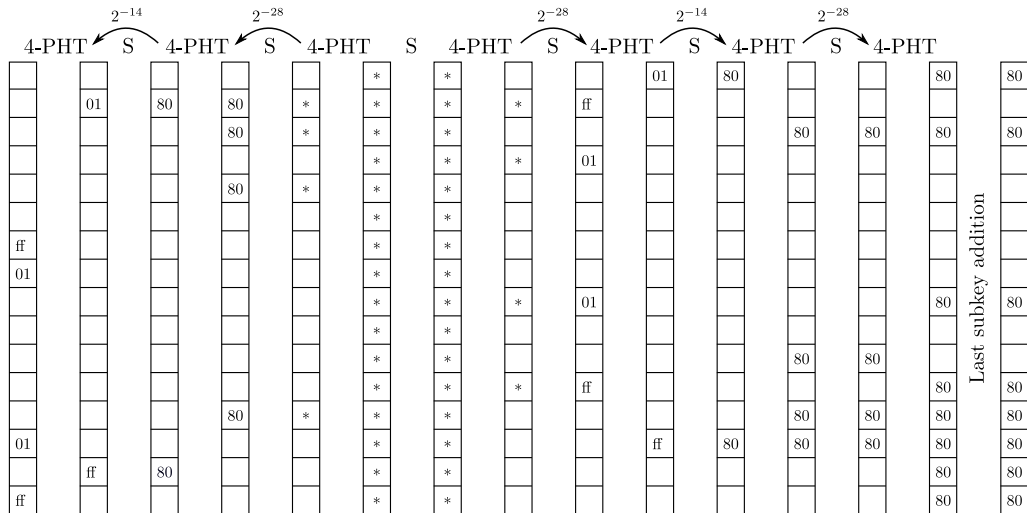 2⁻¹⁴ 2⁻²⁸ 2⁻²⁸ 2⁻¹⁴ 2⁻²⁸
4-PHT S 4-PHT S 4-PHT S 4-PHT S 4-PHT S 4-PHT S 4-PHT
* * 01 80 80 80
01 80 80 * * * * ff
80 * * * 80 80 80 80
* * * 01
80 * * *
* *
ff * *
01 * *
* * * 01 80 80
* *
* * 80 80
* * * ff 80 80
80 * * * 80 80 80 80
01 * * ff 80 80 80 80 80
ff 80 * * 80 80
ff * * 80 80
Last subkey addition